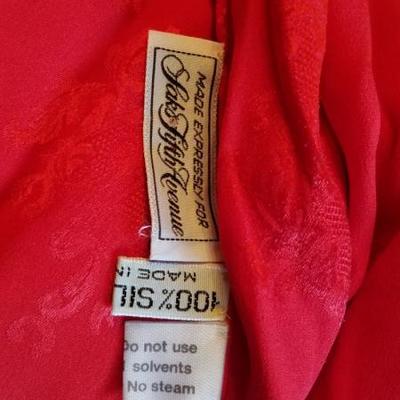 MADE EXPRESSLY FOR
Saks Fifth Avenue
100% SIL
MADE IN
Do not use
solvents
No steam